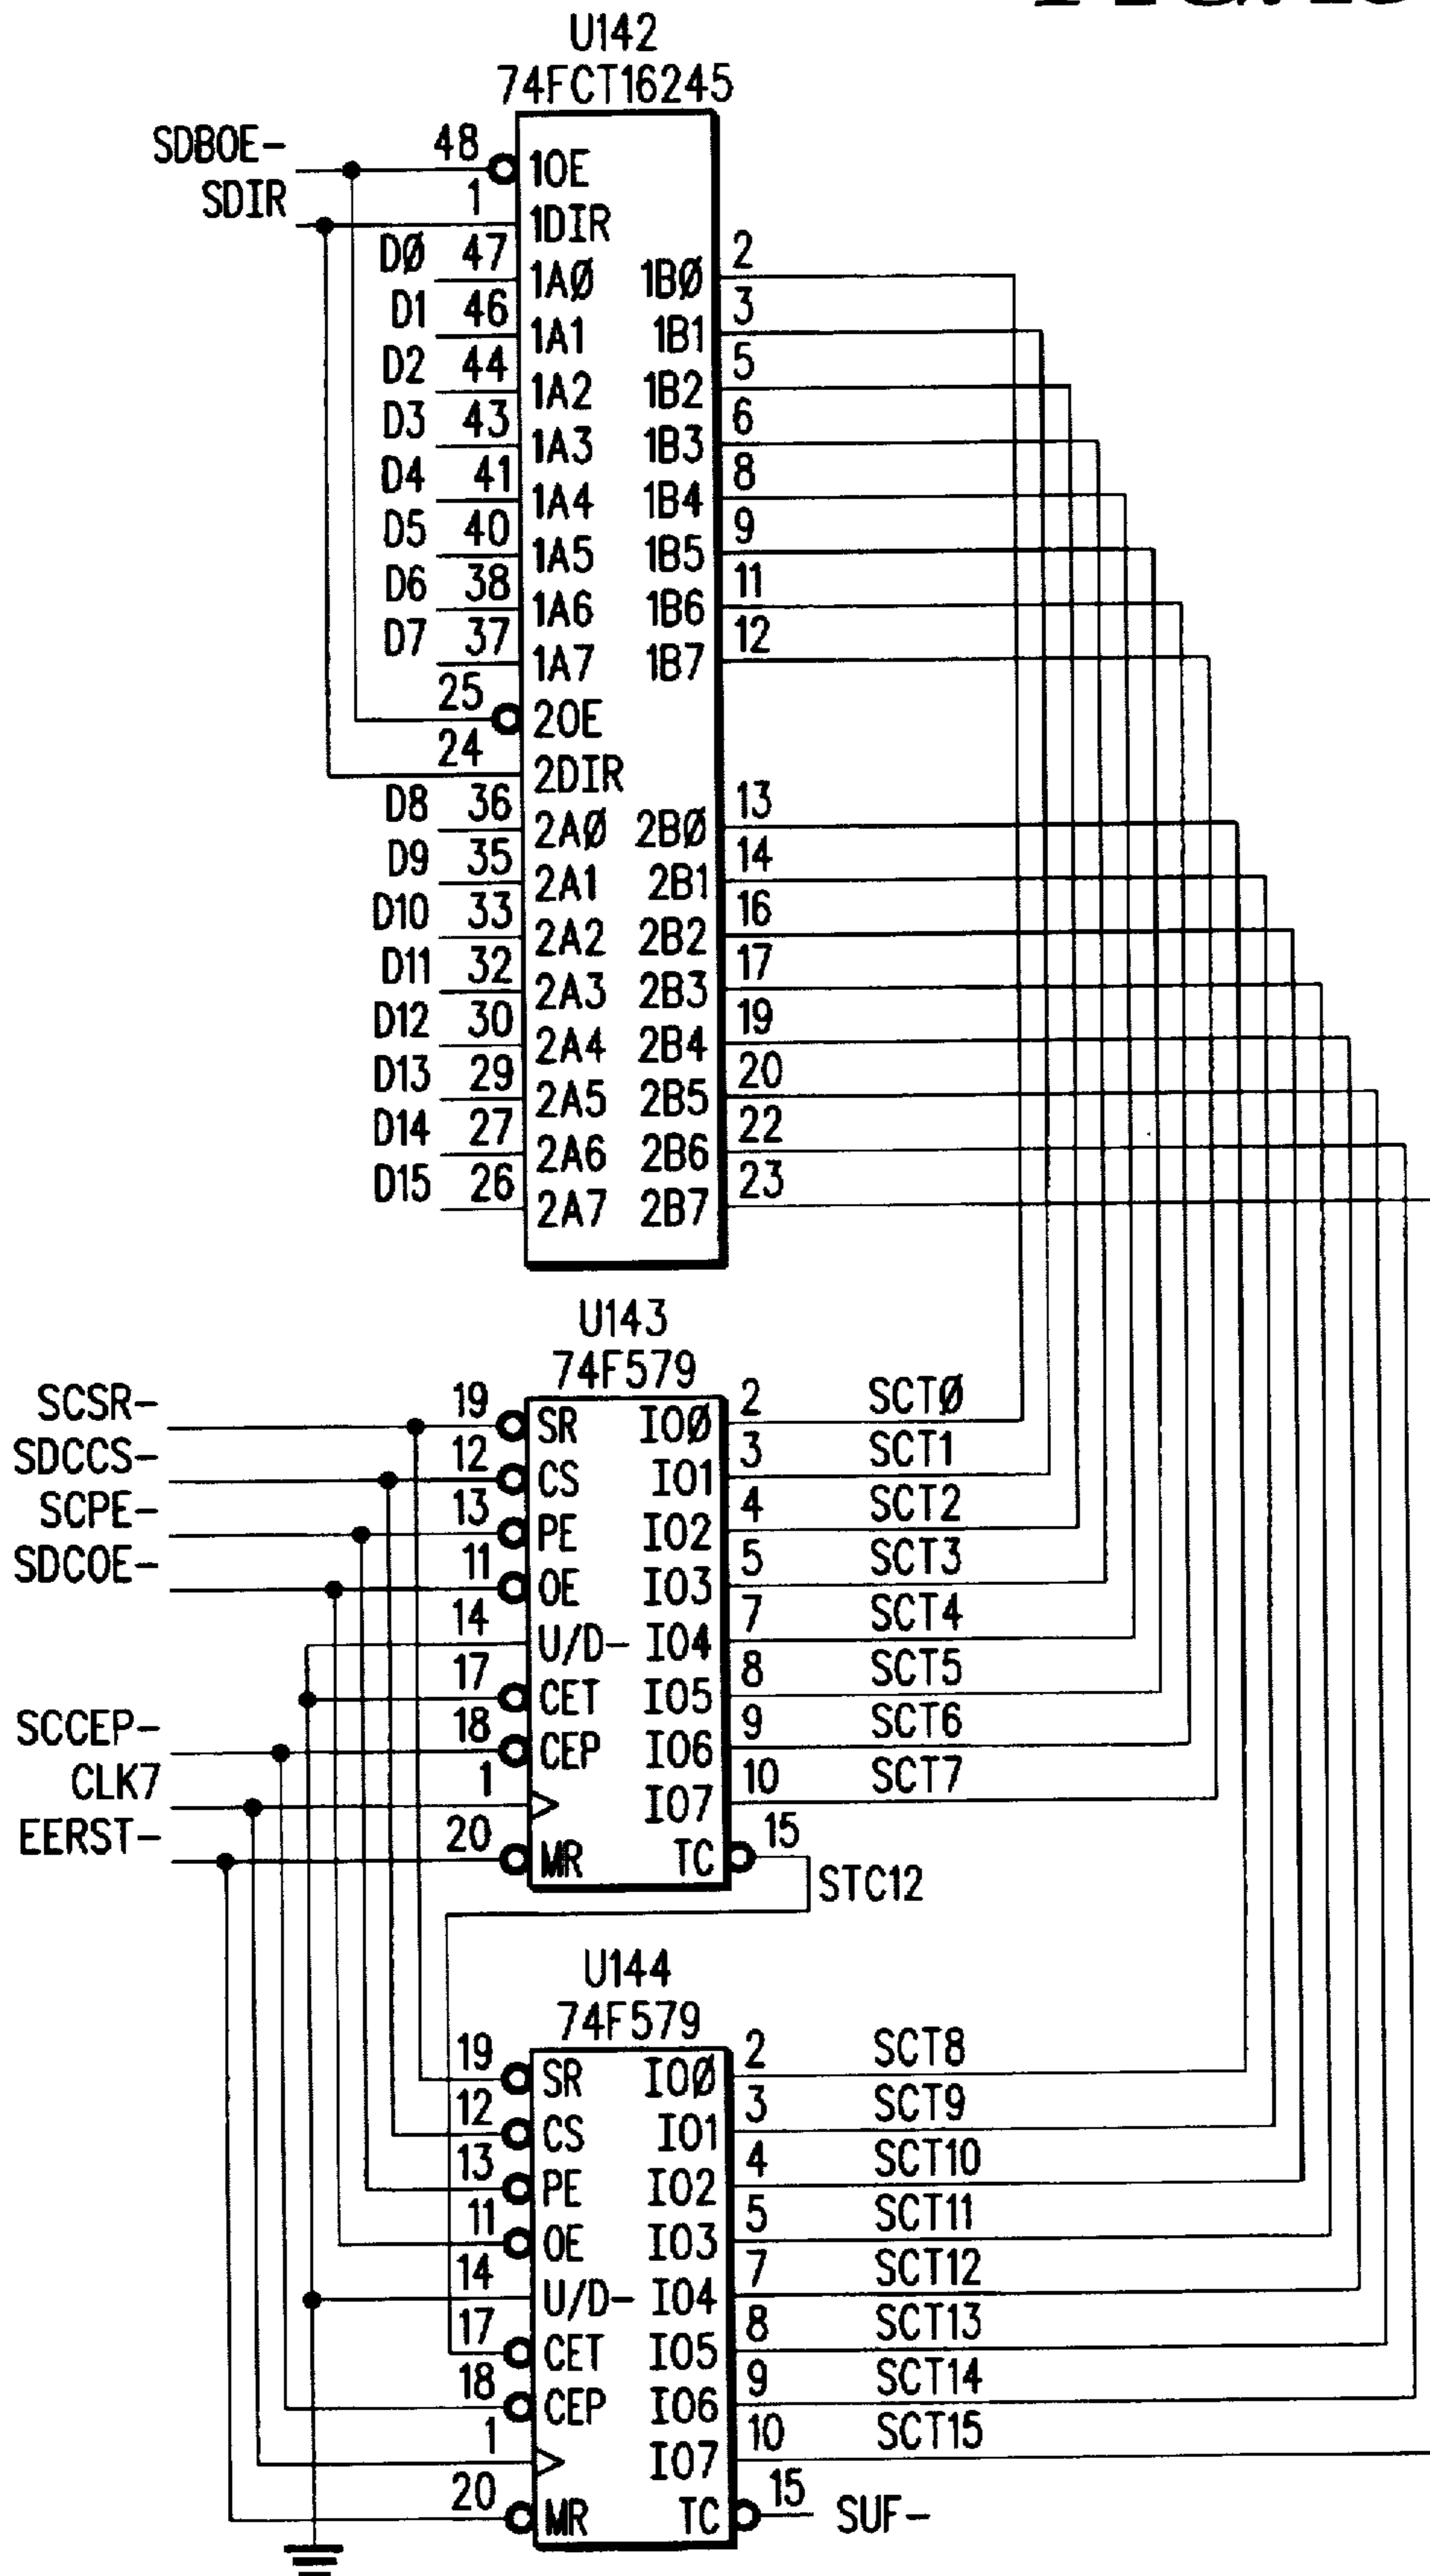 U142
74FCT16245
SDBOE- 48 1OE
SDIR 1 1DIR
DØ 47 1AØ 1BØ 2
D1 46 1A1 1B1 3
D2 44 1A2 1B2 5
D3 43 1A3 1B3 6
D4 41 1A4 1B4 8
D5 40 1A5 1B5 9
D6 38 1A6 1B6 11
D7 37 1A7 1B7 12
25 2OE
24 2DIR
D8 36 2AØ 2BØ 13
D9 35 2A1 2B1 14
D10 33 2A2 2B2 16
D11 32 2A3 2B3 17
D12 30 2A4 2B4 19
D13 29 2A5 2B5 20
D14 27 2A6 2B6 22
D15 26 2A7 2B7 23
U143
74F579
SCSR- 19 SR IOØ 2 SCTØ
SDCCS- 12 CS IO1 3 SCT1
SCPE- 13 PE IO2 4 SCT2
SDCOE- 11 OE IO3 5 SCT3
14 U/D- IO4 7 SCT4
17 CET IO5 8 SCT5
SCCEP- 18 CEP IO6 9 SCT6
CLK7 1 IO7 10 SCT7
EERST- 20 MR TC 15
STC12
U144
74F579
19 SR IOØ 2 SCT8
12 CS IO1 3 SCT9
13 PE IO2 4 SCT10
11 OE IO3 5 SCT11
14 U/D- IO4 7 SCT12
17 CET IO5 8 SCT13
18 CEP IO6 9 SCT14
1 IO7 10 SCT15
20 MR TC 15 SUF-